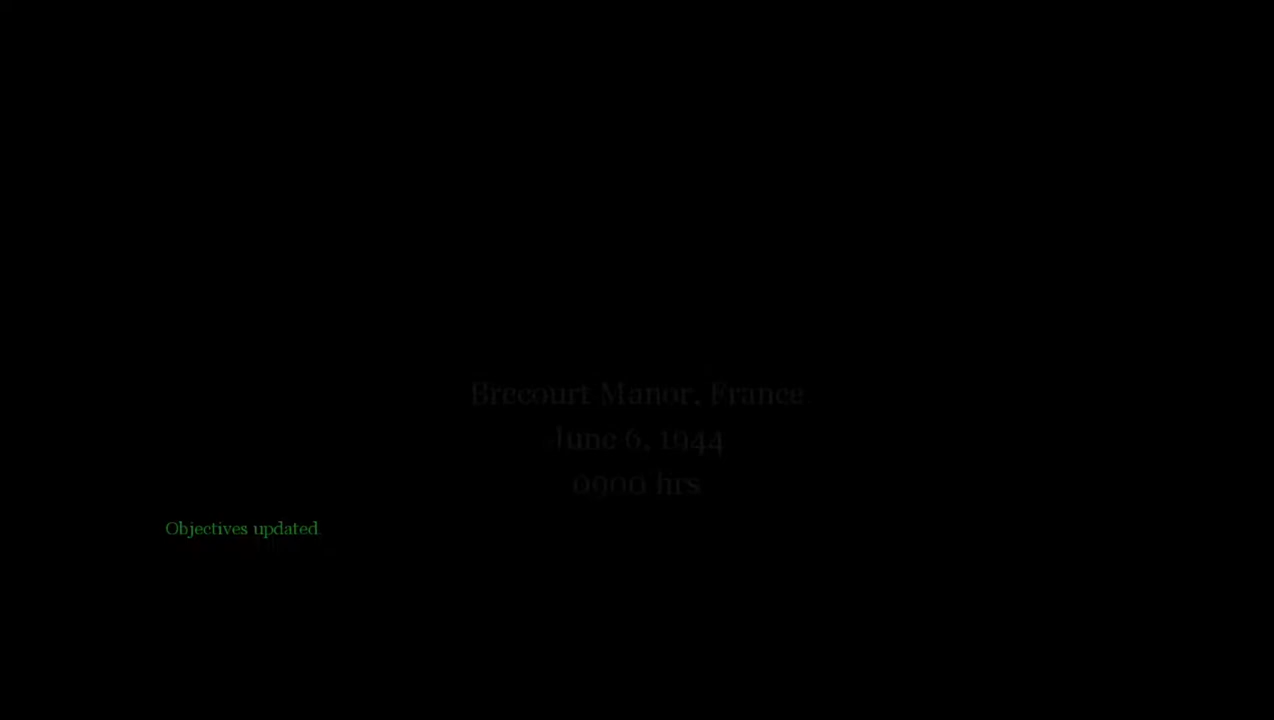 Brecourt Manor, France
June 6, 1944
0900 hrs
Objectives updated.